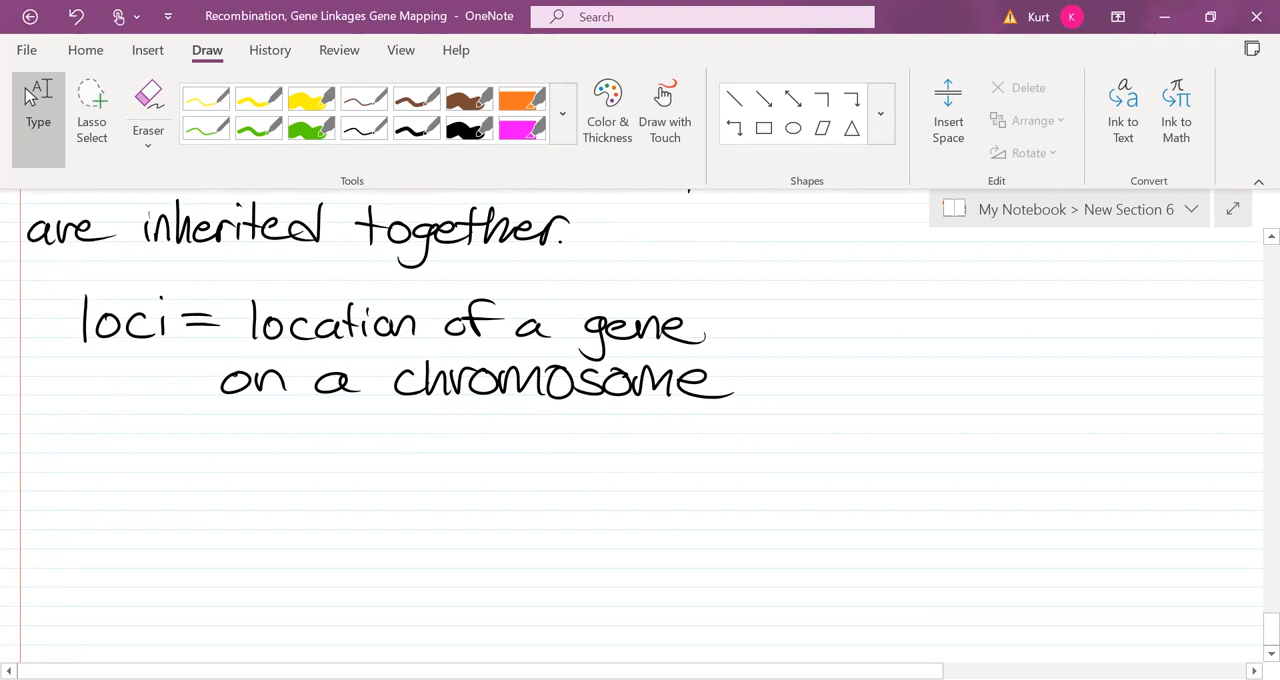 Recombination, Gene Linkages Gene Mapping - OneNote
Search
Kurt
K
File Home Insert Draw History Review View Help
Type
Lasso Select
Eraser
Color & Thickness
Draw with Touch
Insert Space
Delete
Arrange
Rotate
Ink to Text
Ink to Math
Tools
Shapes
Edit
Convert
My Notebook > New Section 6
are inherited together.
loci = location of a gene
on a chromosome